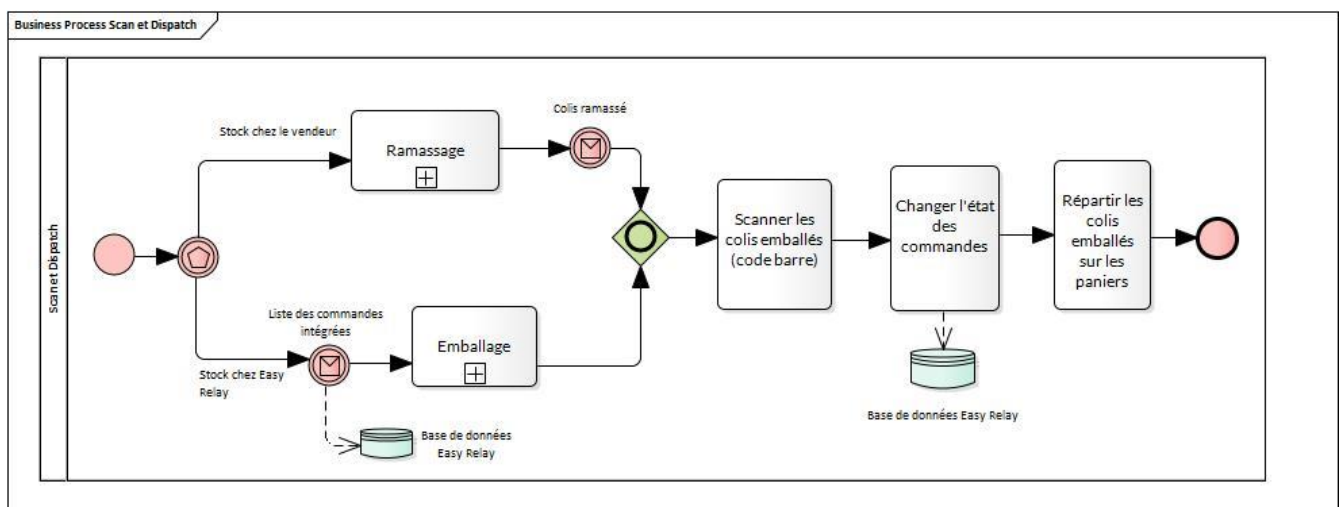 Business Process Scan et Dispatch
Scan et Dispatch
Stock chez le vendeur
Ramassage
Colis ramassé
Liste des commandes
intégrées
Stock chez Easy
Relay
Emballage
Base de données
Easy Relay
Scanner les
colis emballés
(code barre)
Changer l'état
des
commandes
Base de données Easy Relay
Répartir les
colis
emballés
sur les
paniers